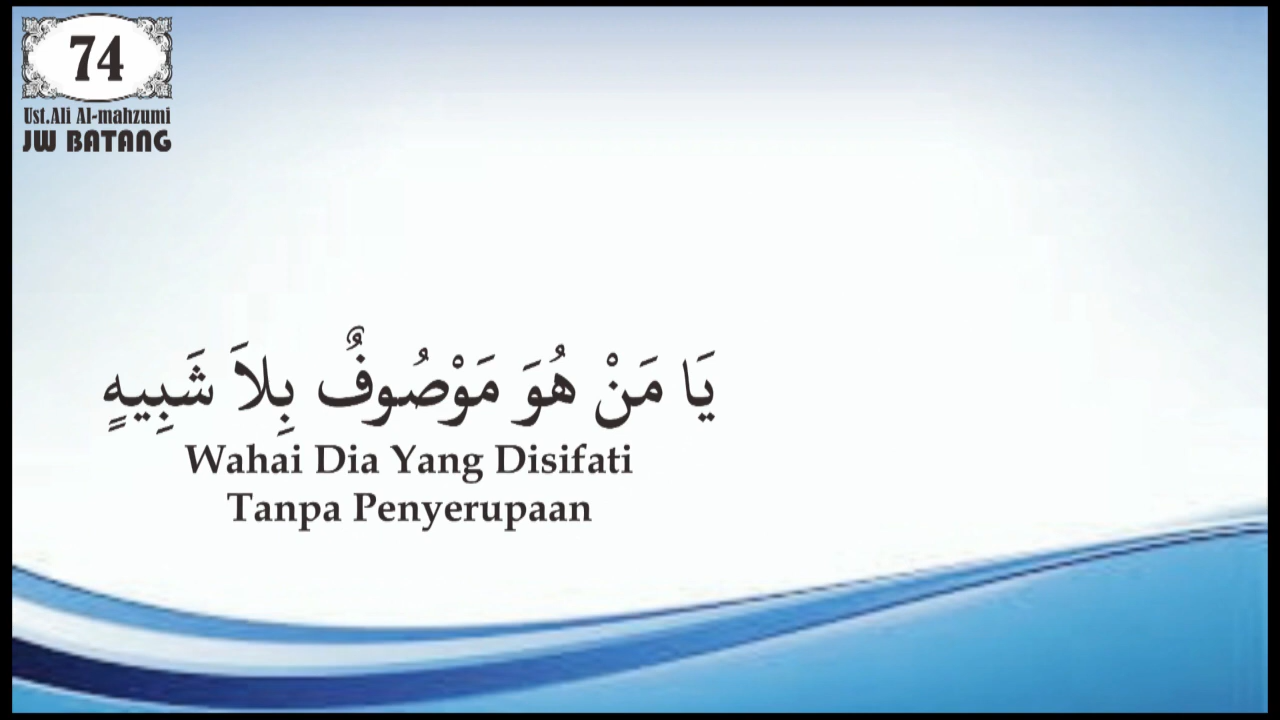 74
Ust.Ali Al-mahzumi
JW BATANG
يَا مَنْ هُوَ مَوْصُوفٌ بِلاَ شَبِيهٍ
Wahai Dia Yang Disifati
Tanpa Penyerupaan